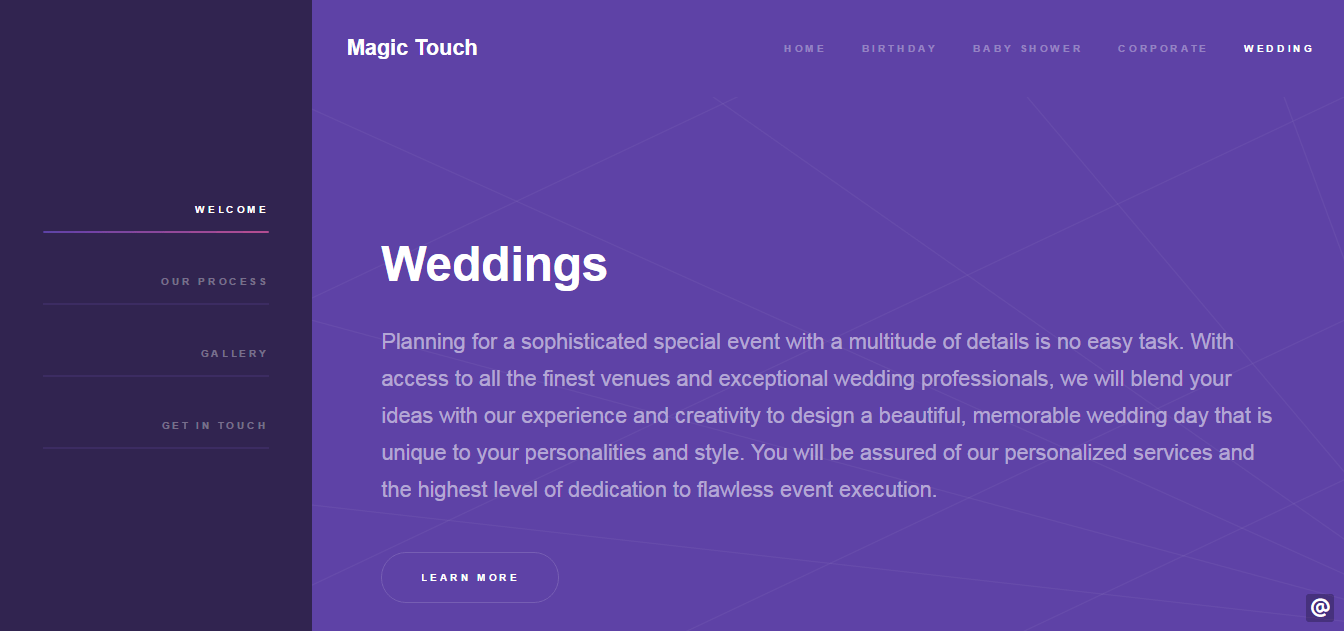 Magic Touch
HOME
BIRTHDAY
BABY SHOWER
CORPORATE
WEDDING
WELCOME
OUR PROCESS
GALLERY
GET IN TOUCH
Weddings
Planning for a sophisticated special event with a multitude of details is no easy task. With
access to all the finest venues and exceptional wedding professionals, we will blend your
ideas with our experience and creativity to design a beautiful, memorable wedding day that is
unique to your personalities and style. You will be assured of our personalized services and
the highest level of dedication to flawless event execution.
LEARN MORE
@